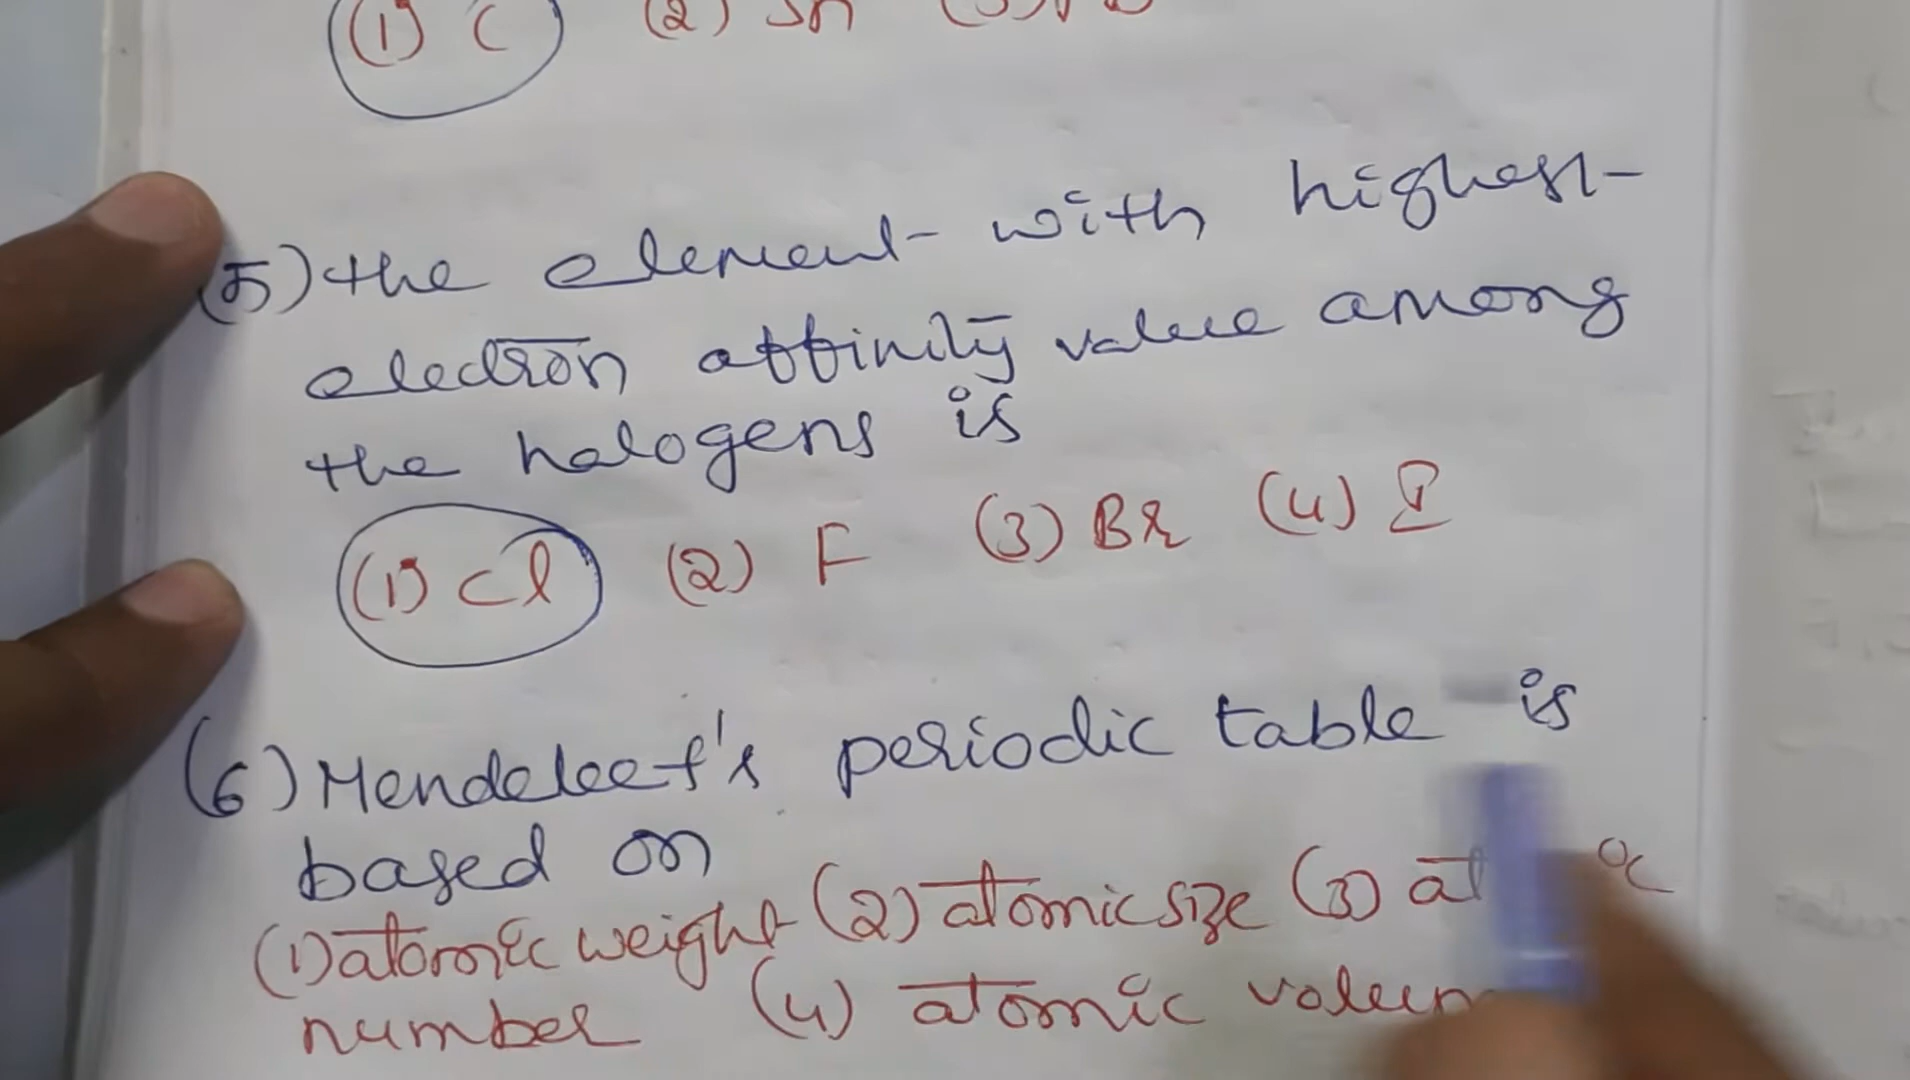 (1) C (2) Sn (3)
(5) the element with highest
electron affinity value among
the halogens is
(1) Cl (2) F (3) Br (4) I
(6) Mendeleef's periodic table is
based on
(1) atomic weight (2) atomic size (3)
number (4) atomic